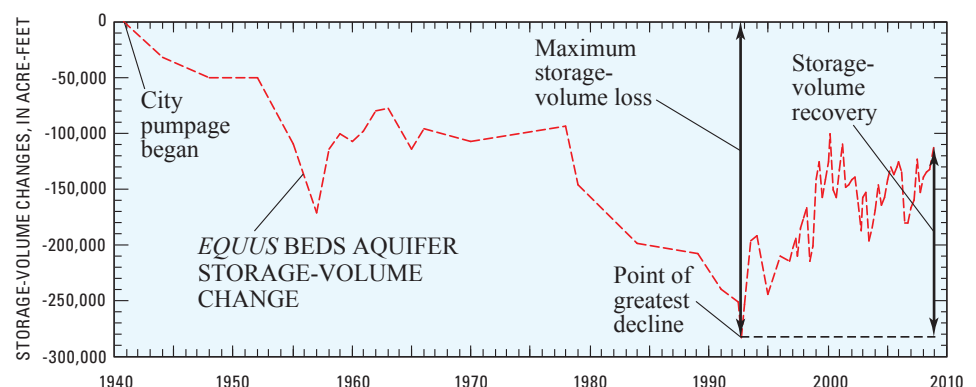 STORAGE-VOLUME CHANGES, IN ACRE-FEET
0
-50,000
-100,000
-150,000
-200,000
-250,000
-300,000
City
pumpage
began
EQUUS BEDS AQUIFER
STORAGE-VOLUME
CHANGE
Maximum
storage-
volume loss
Storage-
volume
recovery
Point of
greatest
decline
1940
1950
1960
1970
1980
1990
2000
2010